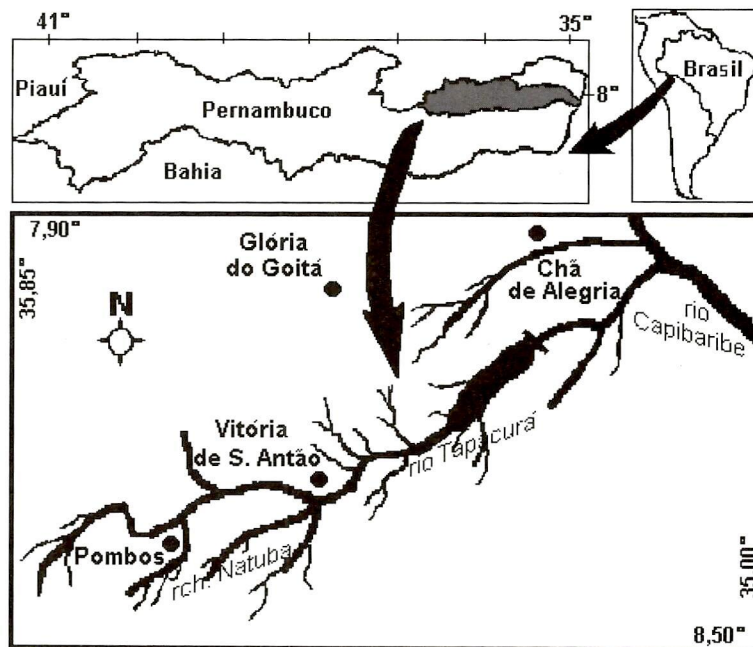 41°
35°
Piauí
Pernambuco
8°
Bahia
Brasil
7,90°
35,85°
Glória
do Goitá
N
Chã
de Alegria
rio
Capibaribe
Vitória
de S. Antão
rio Tapacurá
Pombos
rch. Natuba
35,00°
8,50°